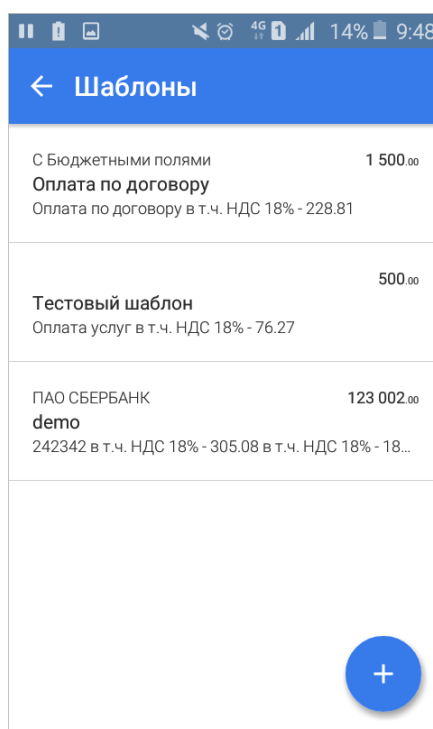 4G 1 14% 9:48
Шаблоны
С Бюджетными полями 1 500.00
Оплата по договору
Оплата по договору в т.ч. НДС 18% - 228.81
500.00
Тестовый шаблон
Оплата услуг в т.ч. НДС 18% - 76.27
ПАО СБЕРБАНК 123 002.00
demo
242342 в т.ч. НДС 18% - 305.08 в т.ч. НДС 18% - 18...